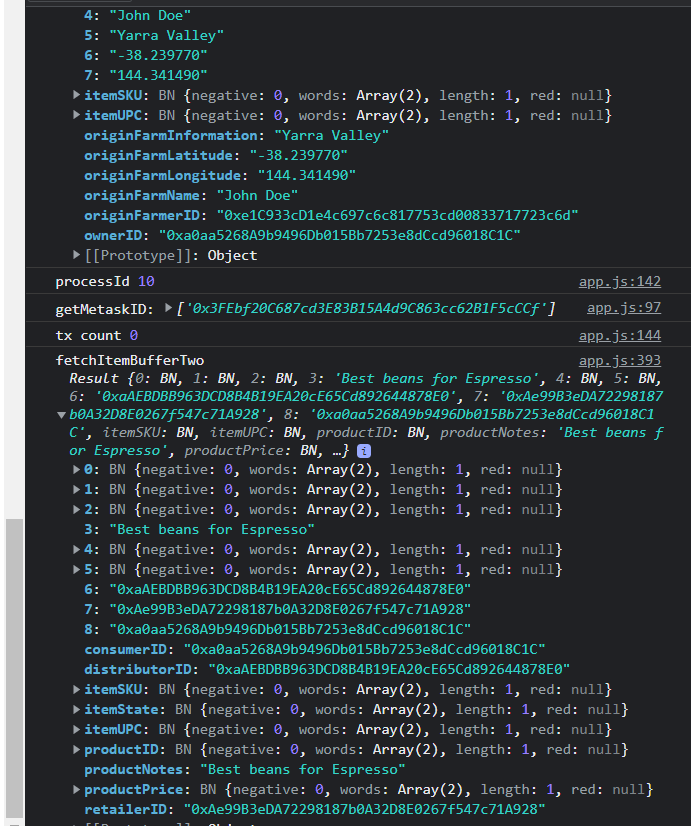 4: "John Doe"
5: "Yarra Valley"
6: "-38.239770"
7: "144.341490"
itemSKU: BN {negative: 0, words: Array(2), length: 1, red: null}
itemUPC: BN {negative: 0, words: Array(2), length: 1, red: null}
originFarmInformation: "Yarra Valley"
originFarmLatitude: "-38.239770"
originFarmLongitude: "144.341490"
originFarmName: "John Doe"
originFarmerID: "0xe1C933cD1e4c697c6c817753cd00833717723c6d"
ownerID: "0xa0aa5268A9b9496Db015Bb7253e8dCcd96018C1C"
[[Prototype]]: Object
processId 10 app.js:142
getMetaskID: ['0x3FEbf20C687cd3E83B15A4d9C863cc62B1F5cCCf'] app.js:97
tx count 0 app.js:144
fetchItemBufferTwo app.js:393
Result {0: BN, 1: BN, 2: BN, 3: 'Best beans for Espresso', 4: BN, 5: BN,
6: '0xaAEBDBB963DCD8B4B19EA20cE65Cd892644878E0', 7: '0xAe99B3eDA72298187
b0A32D8E0267f547c71A928', 8: '0xa0aa5268A9b9496Db015Bb7253e8dCcd96018C1
C', itemSKU: BN, itemUPC: BN, productID: BN, productNotes: 'Best beans f
or Espresso', productPrice: BN, …} i
0: BN {negative: 0, words: Array(2), length: 1, red: null}
1: BN {negative: 0, words: Array(2), length: 1, red: null}
2: BN {negative: 0, words: Array(2), length: 1, red: null}
3: "Best beans for Espresso"
4: BN {negative: 0, words: Array(2), length: 1, red: null}
5: BN {negative: 0, words: Array(2), length: 1, red: null}
6: "0xaAEBDBB963DCD8B4B19EA20cE65Cd892644878E0"
7: "0xAe99B3eDA72298187b0A32D8E0267f547c71A928"
8: "0xa0aa5268A9b9496Db015Bb7253e8dCcd96018C1C"
consumerID: "0xa0aa5268A9b9496Db015Bb7253e8dCcd96018C1C"
distributorID: "0xaAEBDBB963DCD8B4B19EA20cE65Cd892644878E0"
itemSKU: BN {negative: 0, words: Array(2), length: 1, red: null}
itemState: BN {negative: 0, words: Array(2), length: 1, red: null}
itemUPC: BN {negative: 0, words: Array(2), length: 1, red: null}
productID: BN {negative: 0, words: Array(2), length: 1, red: null}
productNotes: "Best beans for Espresso"
productPrice: BN {negative: 0, words: Array(2), length: 1, red: null}
retailerID: "0xAe99B3eDA72298187b0A32D8E0267f547c71A928"